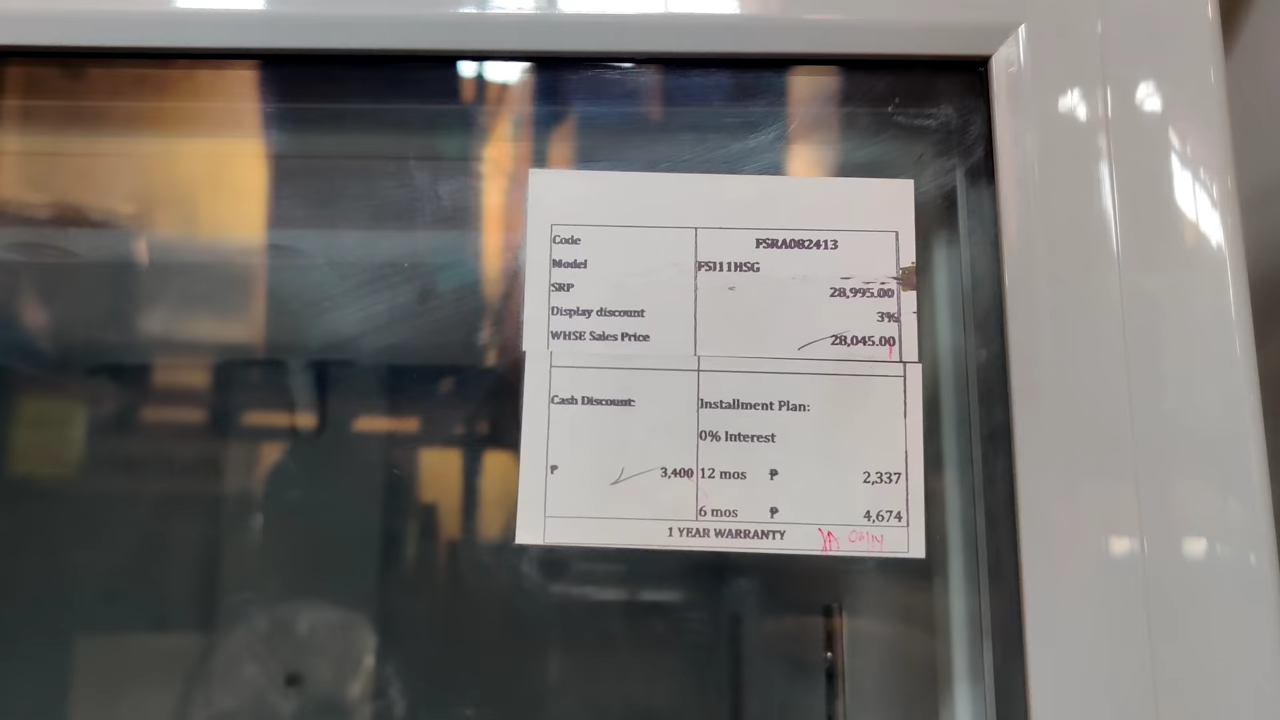 Code FSRA082413
Model FSJ11HSG
SRP 28,995.00
Display discount 3%
WHSE Sales Price 28,045.00
Cash Discount: Installment Plan:
0% Interest
₱ 3,400 12 mos ₱ 2,337
6 mos ₱ 4,674
1 YEAR WARRANTY